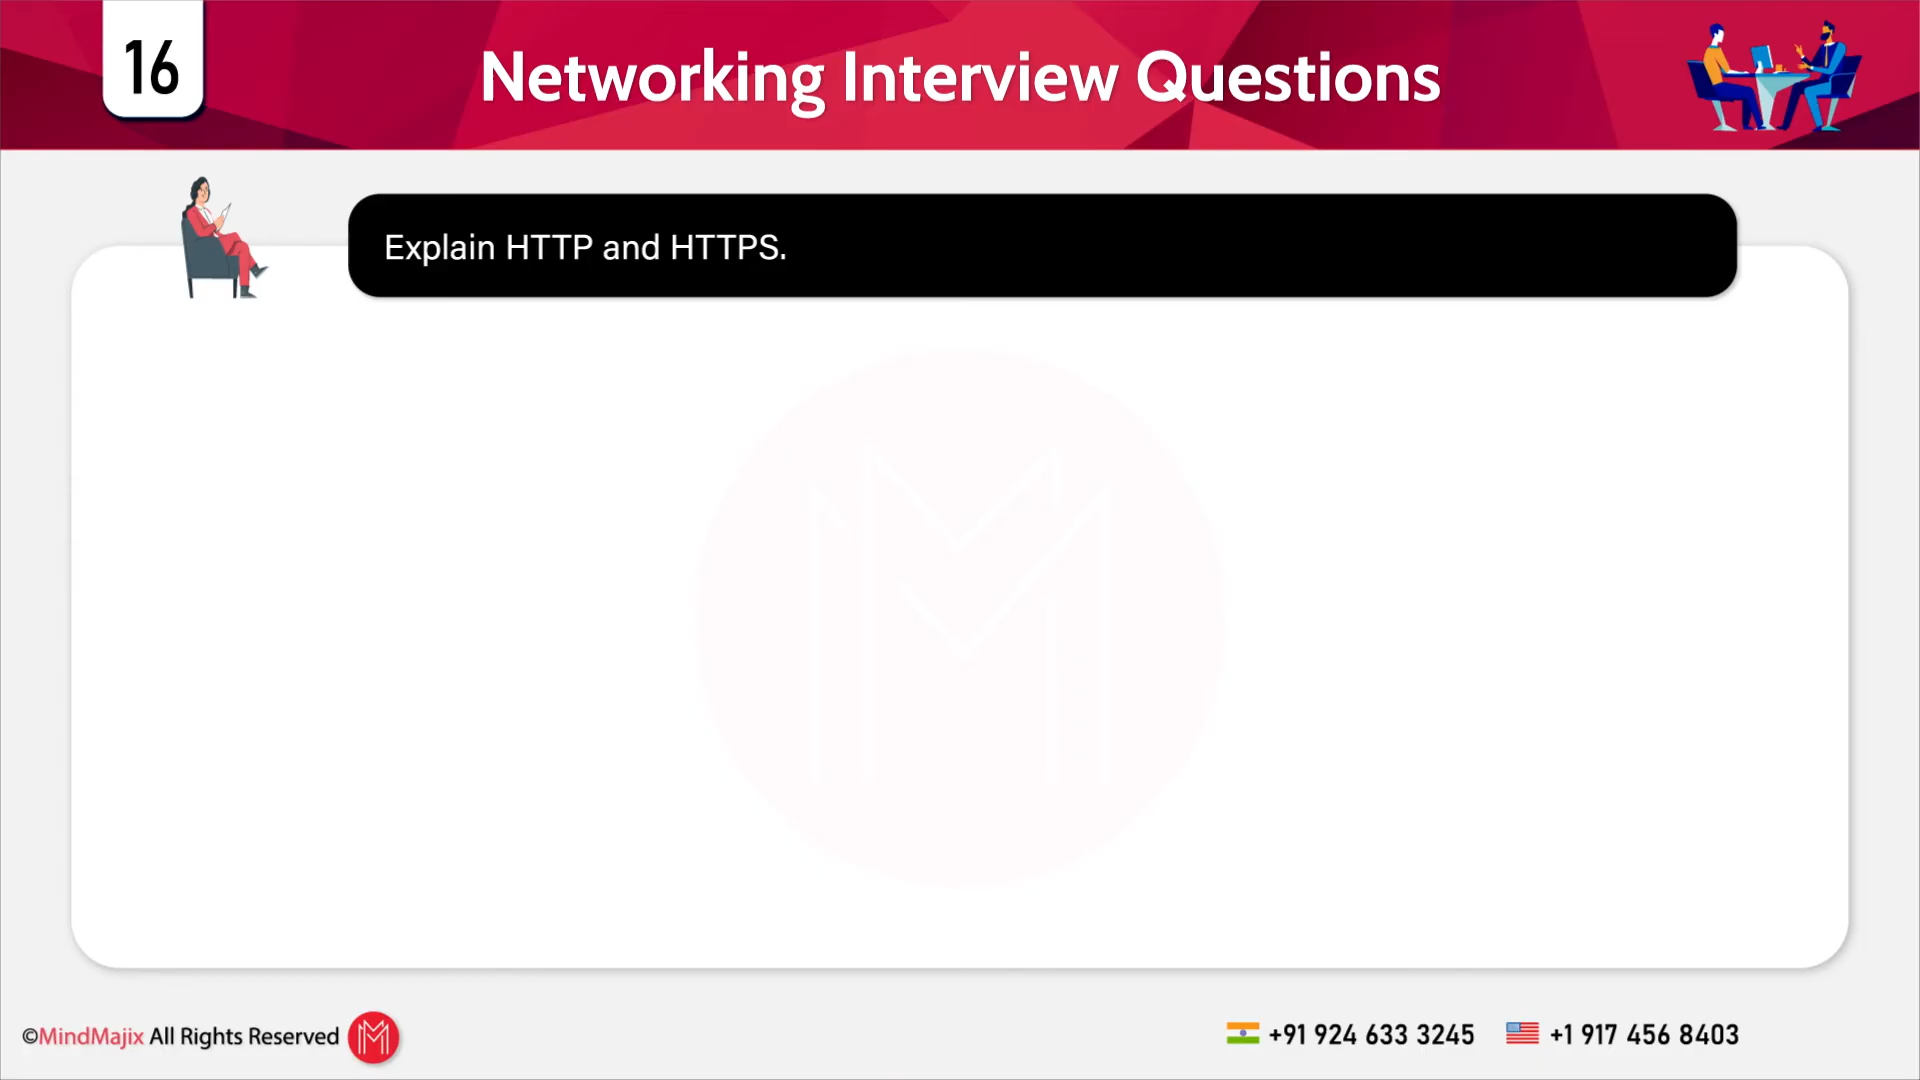 16
Networking Interview Questions
Explain HTTP and HTTPS.
©MindMajix All Rights Reserved
+91 924 633 3245
+1 917 456 8403